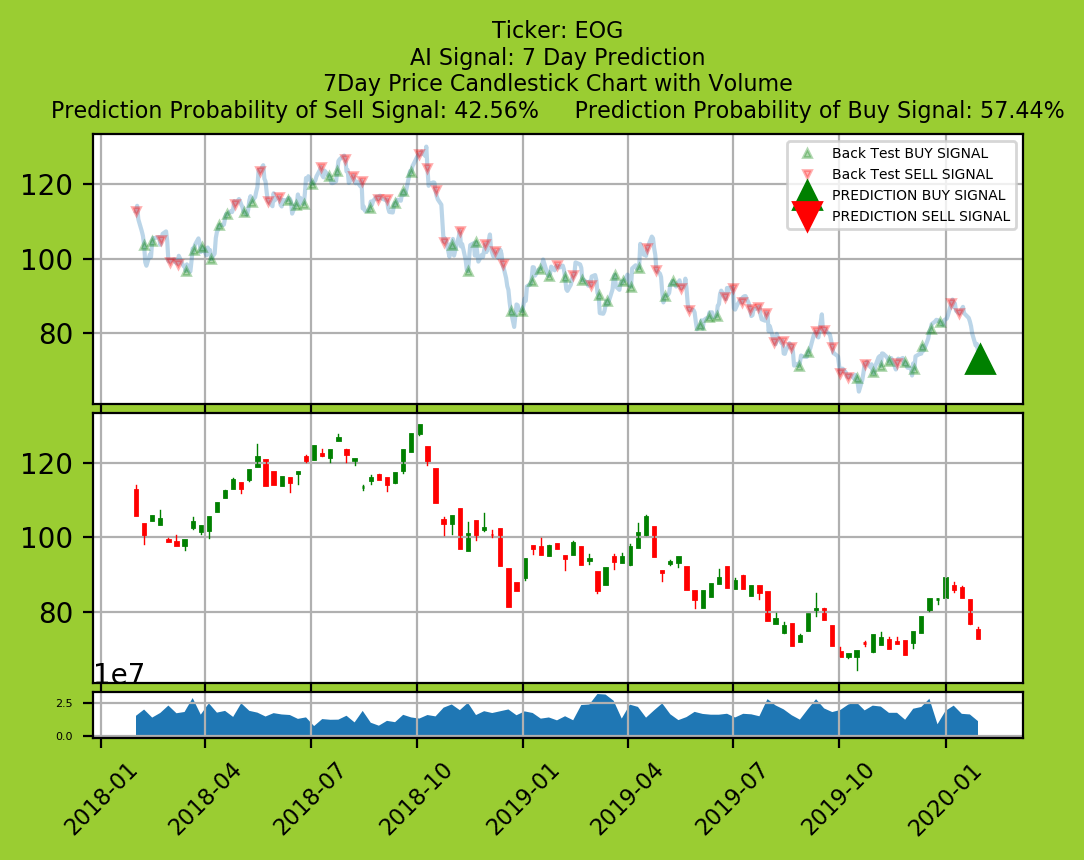 Ticker: EOG
AI Signal: 7 Day Prediction
7Day Price Candlestick Chart with Volume
Prediction Probability of Sell Signal: 42.56% Prediction Probability of Buy Signal: 57.44%
Back Test BUY SIGNAL
Back Test SELL SIGNAL
PREDICTION BUY SIGNAL
PREDICTION SELL SIGNAL
120
100
80
120
100
80
1e7
2.5
0.0
2018-01 2018-04 2018-07 2018-10 2019-01 2019-04 2019-07 2019-10 2020-01